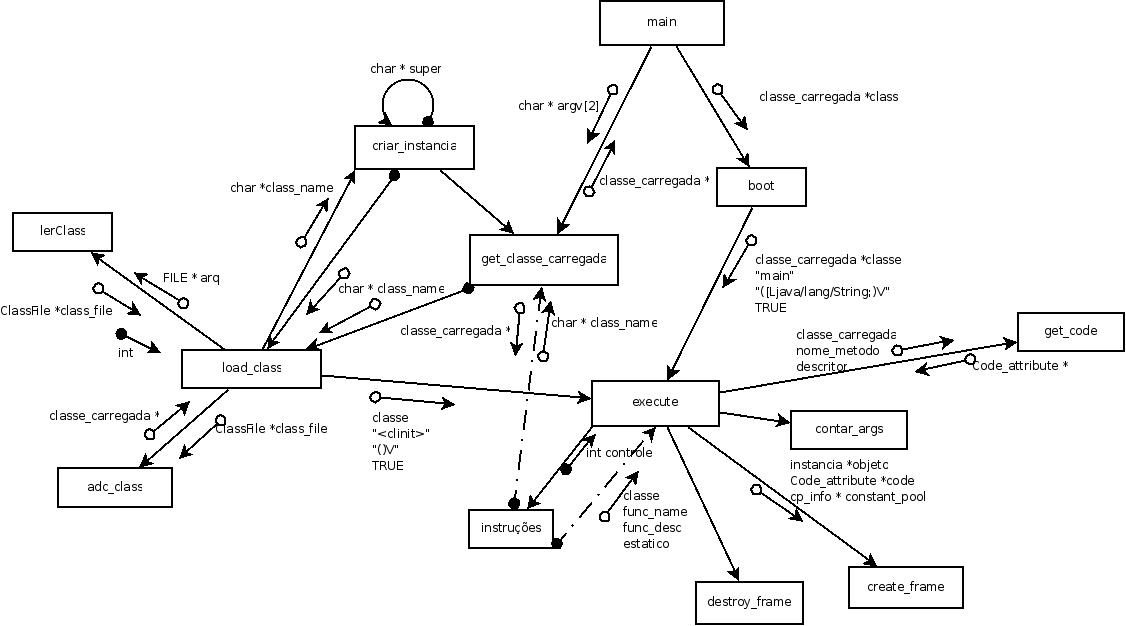 main
char * super
char * argv[2]
classe_carregada *class
criar_instancia
char *class_name
classe_carregada *
boot
lerClass
get_classe_carregada
FILE * arq
ClassFile *class_file
int
char * class_name
classe_carregada *classe
"main"
"([Ljava/lang/String;)V"
TRUE
classe_carregada *
char * class_name
classe_carregada
nome_metodo
descritor
get_code
Code_attribute *
load_class
execute
classe_carregada *
ClassFile *class_file
classe
"<clinit>"
"()V"
TRUE
contar_args
int controle
instancia *objetc
Code_attribute *code
cp_info * constant_pool
adc_class
classe
func_name
func_desc
estatico
instruções
destroy_frame
create_frame